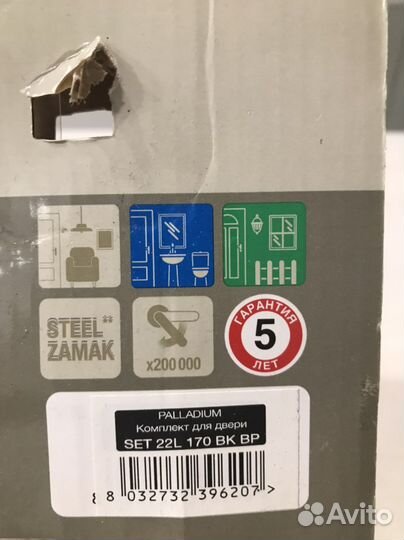 STEEL**
ZAMAK
x200 000
ГАРАНТИЯ
5
ЛЕТ
PALLADIUM
Комплект для двери
SET 22L 170 BK BP
8 032732 396207 >
Avito